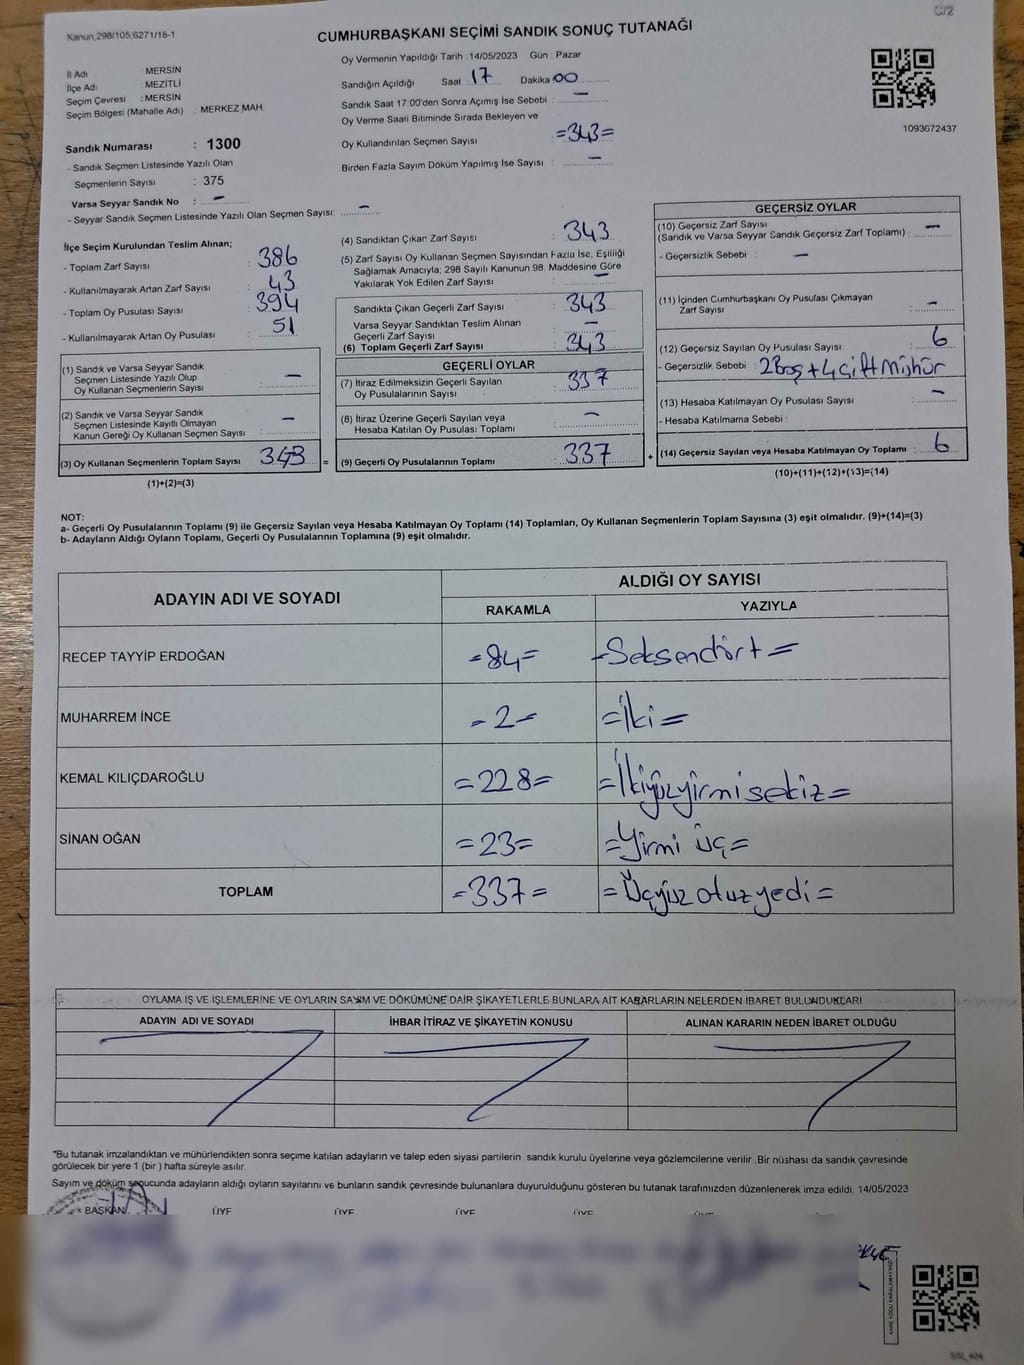 C/2
Kanun,298/105,6271/16-1
CUMHURBAŞKANI SEÇİMİ SANDIK SONUÇ TUTANAĞI
İl Adı : MERSİN
İlçe Adı : MEZİTLİ
Seçim Çevresi : MERSİN
Seçim Bölgesi (Mahalle Adı) : MERKEZ MAH.
Sandık Numarası : 1300
- Sandık Seçmen Listesinde Yazılı Olan
Seçmenlerin Sayısı : 375
Varsa Seyyar Sandık No : –
- Seyyar Sandık Seçmen Listesinde Yazılı Olan Seçmen Sayısı: –
Oy Vermenin Yapıldığı Tarih : 14/05/2023 Gün : Pazar
Sandığın Açıldığı Saat : 17 Dakika 00
Sandık Saat 17.00'den Sonra Açımış İse Sebebi : –
Oy Verme Saati Bitiminde Sırada Bekleyen ve
Oy Kullandırılan Seçmen Sayısı : =343=
Birden Fazla Sayım Döküm Yapılmış İse Sayısı : –
1093672437
İlçe Seçim Kurulundan Teslim Alınan;
- Toplam Zarf Sayısı : 386
- Kullanılmayarak Artan Zarf Sayısı : 43
- Toplam Oy Pusulası Sayısı : 394
- Kullanılmayarak Artan Oy Pusulası : 51
(1) Sandık ve Varsa Seyyar Sandık
Seçmen Listesinde Yazılı Olup
Oy Kullanan Seçmenlerin Sayısı : –
(2) Sandık ve Varsa Seyyar Sandık
Seçmen Listesinde Kayıtlı Olmayan
Kanun Gereği Oy Kullanan Seçmen Sayısı : –
(3) Oy Kullanan Seçmenlerin Toplam Sayısı : 343 =
(1)+(2)=(3)
(4) Sandıktan Çıkan Zarf Sayısı : 343
(5) Zarf Sayısı Oy Kullanan Seçmen Sayısından Fazla İse, Eşitliği
Sağlamak Amacıyla; 298 Sayılı Kanunun 98. Maddesine Göre
Yakılarak Yok Edilen Zarf Sayısı : –
Sandıkta Çıkan Geçerli Zarf Sayısı : 343
Varsa Seyyar Sandıktan Teslim Alınan
Geçerli Zarf Sayısı : –
(6) Toplam Geçerli Zarf Sayısı : 343
GEÇERLİ OYLAR
(7) İtiraz Edilmeksizin Geçerli Sayılan
Oy Pusulalarının Sayısı : 337
(8) İtiraz Üzerine Geçerli Sayılan veya
Hesaba Katılan Oy Pusulası Toplamı : –
(9) Geçerli Oy Pusulalarının Toplamı : 337 +
GEÇERSİZ OYLAR
(10) Geçersiz Zarf Sayısı
(Sandık ve Varsa Seyyar Sandık Geçersiz Zarf Toplamı) : –
- Geçersizlik Sebebi : –
(11) İçinden Cumhurbaşkanı Oy Pusulası Çıkmayan
Zarf Sayısı : –
(12) Geçersiz Sayılan Oy Pusulası Sayısı : 6
- Geçersizlik Sebebi : 2 Boş + 4 Çift Mühür
(13) Hesaba Katılmayan Oy Pusulası Sayısı : –
- Hesaba Katılmama Sebebi :
(14) Geçersiz Sayılan veya Hesaba Katılmayan Oy Toplamı : 6
(10)+(11)+(12)+(13)=(14)
NOT:
a- Geçerli Oy Pusulalarının Toplamı (9) ile Geçersiz Sayılan veya Hesaba Katılmayan Oy Toplamı (14) Toplamları, Oy Kullanan Seçmenlerin Toplam Sayısına (3) eşit olmalıdır. (9)+(14)=(3)
b- Adayların Aldığı Oyların Toplamı, Geçerli Oy Pusulalarının Toplamına (9) eşit olmalıdır.
ADAYIN ADI VE SOYADI ALDIĞI OY SAYISI
RAKAMLA YAZIYLA
RECEP TAYYİP ERDOĞAN =84= =Seksendört=
MUHARREM İNCE =2= =İki=
KEMAL KILIÇDAROĞLU =228= =İkiyüzyirmisekiz=
SİNAN OĞAN =23= =Yirmi üç=
TOPLAM =337= =Üçyüz otuz yedi=
OYLAMA İŞ VE İŞLEMLERİNE VE OYLARIN SAYIM VE DÖKÜMÜNE DAİR ŞİKAYETLERLE BUNLARA AİT KARARLARIN NELERDEN İBARET BULUNDUKLARI
ADAYIN ADI VE SOYADI İHBAR İTİRAZ VE ŞİKAYETİN KONUSU ALINAN KARARIN NEDEN İBARET OLDUĞU
*Bu tutanak imzalandıktan ve mühürlendikten sonra seçime katılan adayların ve talep eden siyasi partilerin sandık kurulu üyelerine veya gözlemcilerine verilir .Bir nüshası da sandık çevresinde
görülecek bir yere 1 (bir ) hafta süreyle asılır.
Sayım ve döküm sonucunda adayların aldığı oyların sayılarını ve bunların sandık çevresinde bulunanlara duyurulduğunu gösteren bu tutanak tarafımızdan düzenlenerek imza edildi. 14/05/2023
BAŞKAN ÜYE ÜYE ÜYE ÜYE ÜYE ÜYE